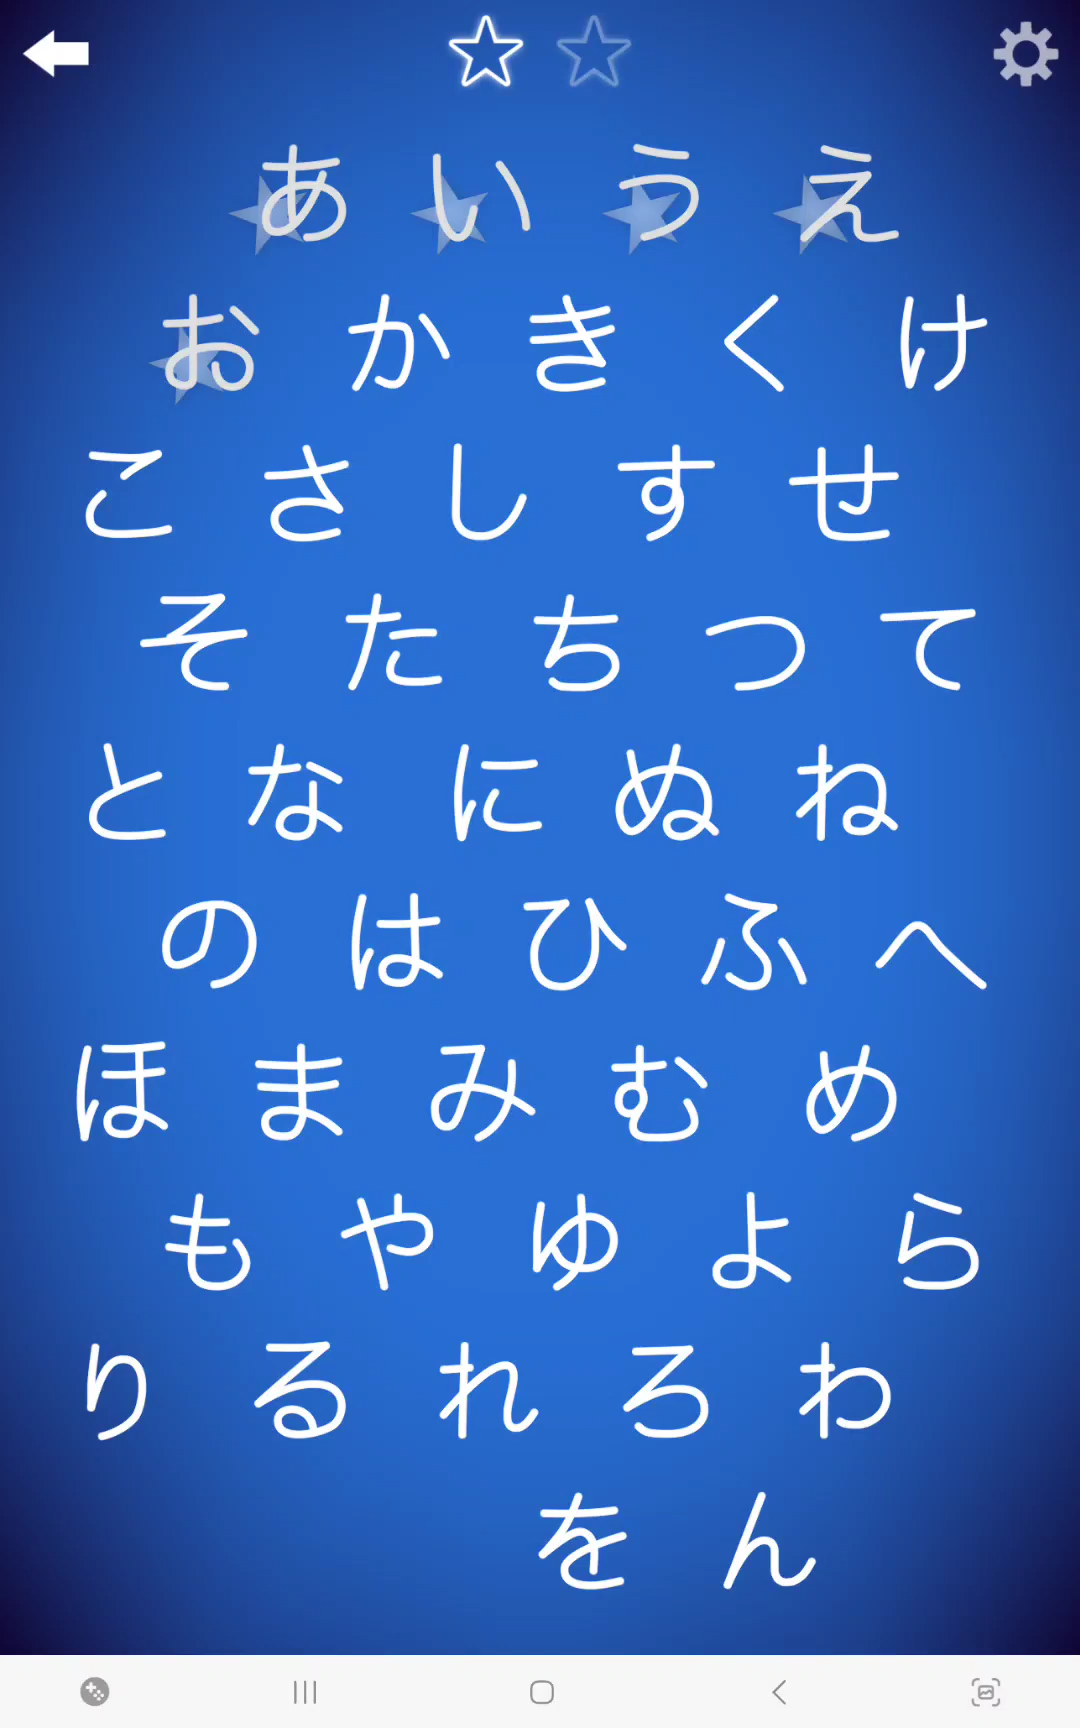 あ い う え
お か き く け
こ さ し す せ
そ た ち つ て
と な に ぬ ね
の は ひ ふ へ
ほ ま み む め
も や ゆ よ ら
り る れ ろ わ
を ん